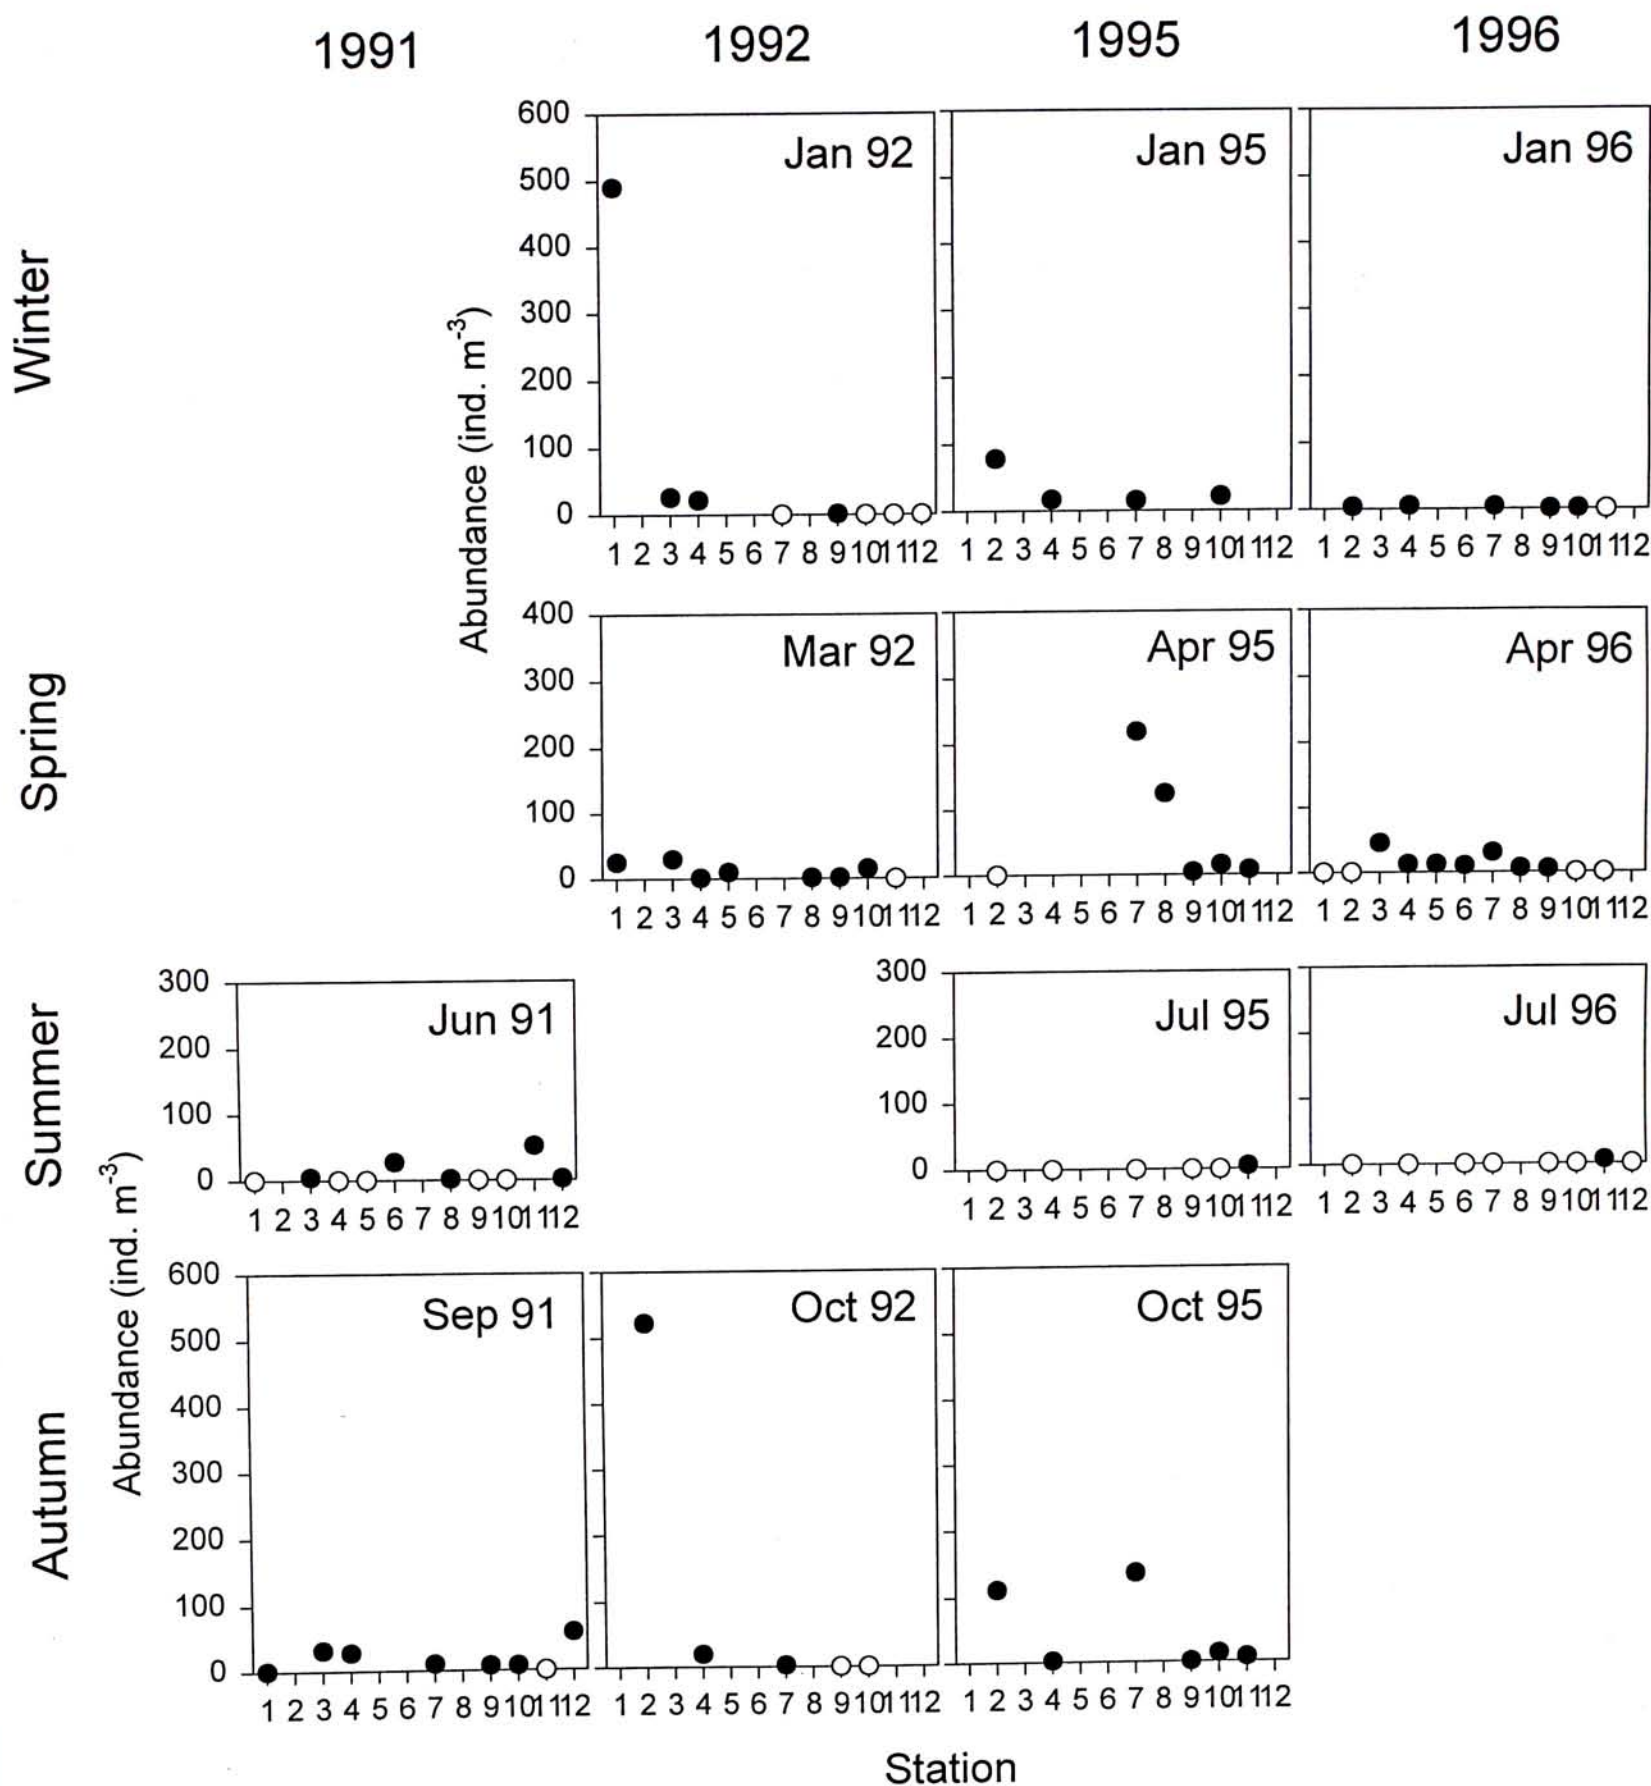 1991 1992 1995 1996
Winter
Abundance (ind. m-3)
600
500
400
300
200
100
0
Jan 92
1 2 3 4 5 6 7 8 9 10 11 12
Jan 95
1 2 3 4 5 6 7 8 9 10 11 12
Jan 96
1 2 3 4 5 6 7 8 9 10 11 12
Spring
400
300
200
100
0
Mar 92
1 2 3 4 5 6 7 8 9 10 11 12
Apr 95
1 2 3 4 5 6 7 8 9 10 11 12
Apr 96
1 2 3 4 5 6 7 8 9 10 11 12
Summer
Abundance (ind. m-3)
300
200
100
0
Jun 91
1 2 3 4 5 6 7 8 9 10 11 12
300
200
100
0
Jul 95
1 2 3 4 5 6 7 8 9 10 11 12
Jul 96
1 2 3 4 5 6 7 8 9 10 11 12
Autumn
600
500
400
300
200
100
0
Sep 91
1 2 3 4 5 6 7 8 9 10 11 12
Oct 92
1 2 3 4 5 6 7 8 9 10 11 12
Oct 95
1 2 3 4 5 6 7 8 9 10 11 12
Station